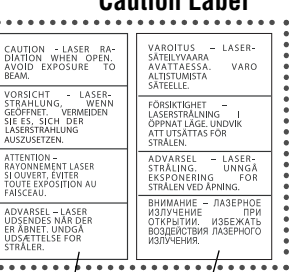 Caution Label
CAUTION – LASER RA-
DIATION WHEN OPEN.
AVOID EXPOSURE TO
BEAM.
VORSICHT – LASER-
STRAHLUNG, WENN
GEÖFFNET. VERMEIDEN
SIE ES, SICH DER
LASERSTRAHLUNG
AUSZUSETZEN.
ATTENTION –
RAYONNEMENT LASER
SI OUVERT, ÉVITER
TOUTE EXPOSITION AU
FAISCEAU.
ADVARSEL – LASER
UDSENDES NÅR DER
ER ÅBNET. UNDGÅ
UDSÆTTELSE FOR
STRÅLER.
VAROITUS – LASER-
SÄTEILYVAARA
AVATTAESSA. VARO
ALTISTUMISTA
SÄTEELLE.
FÖRSIKTIGHET –
LASERSTRÅLNING I
ÖPPNAT LÄGE. UNDVIK
ATT UTSÄTTAS FÖR
STRÅLEN.
ADVARSEL – LASER-
STRÅLING. UNNGÅ
EKSPONERING FOR
STRÅLEN VED ÅPNING.
ВНИМАНИЕ – ЛАЗЕРНОЕ
ИЗЛУЧЕНИЕ ПРИ
ОТКРЫТИИ. ИЗБЕЖАТЬ
ВОЗДЕЙСТВИЯ ЛАЗЕРНОГО
ИЗЛУЧЕНИЯ.